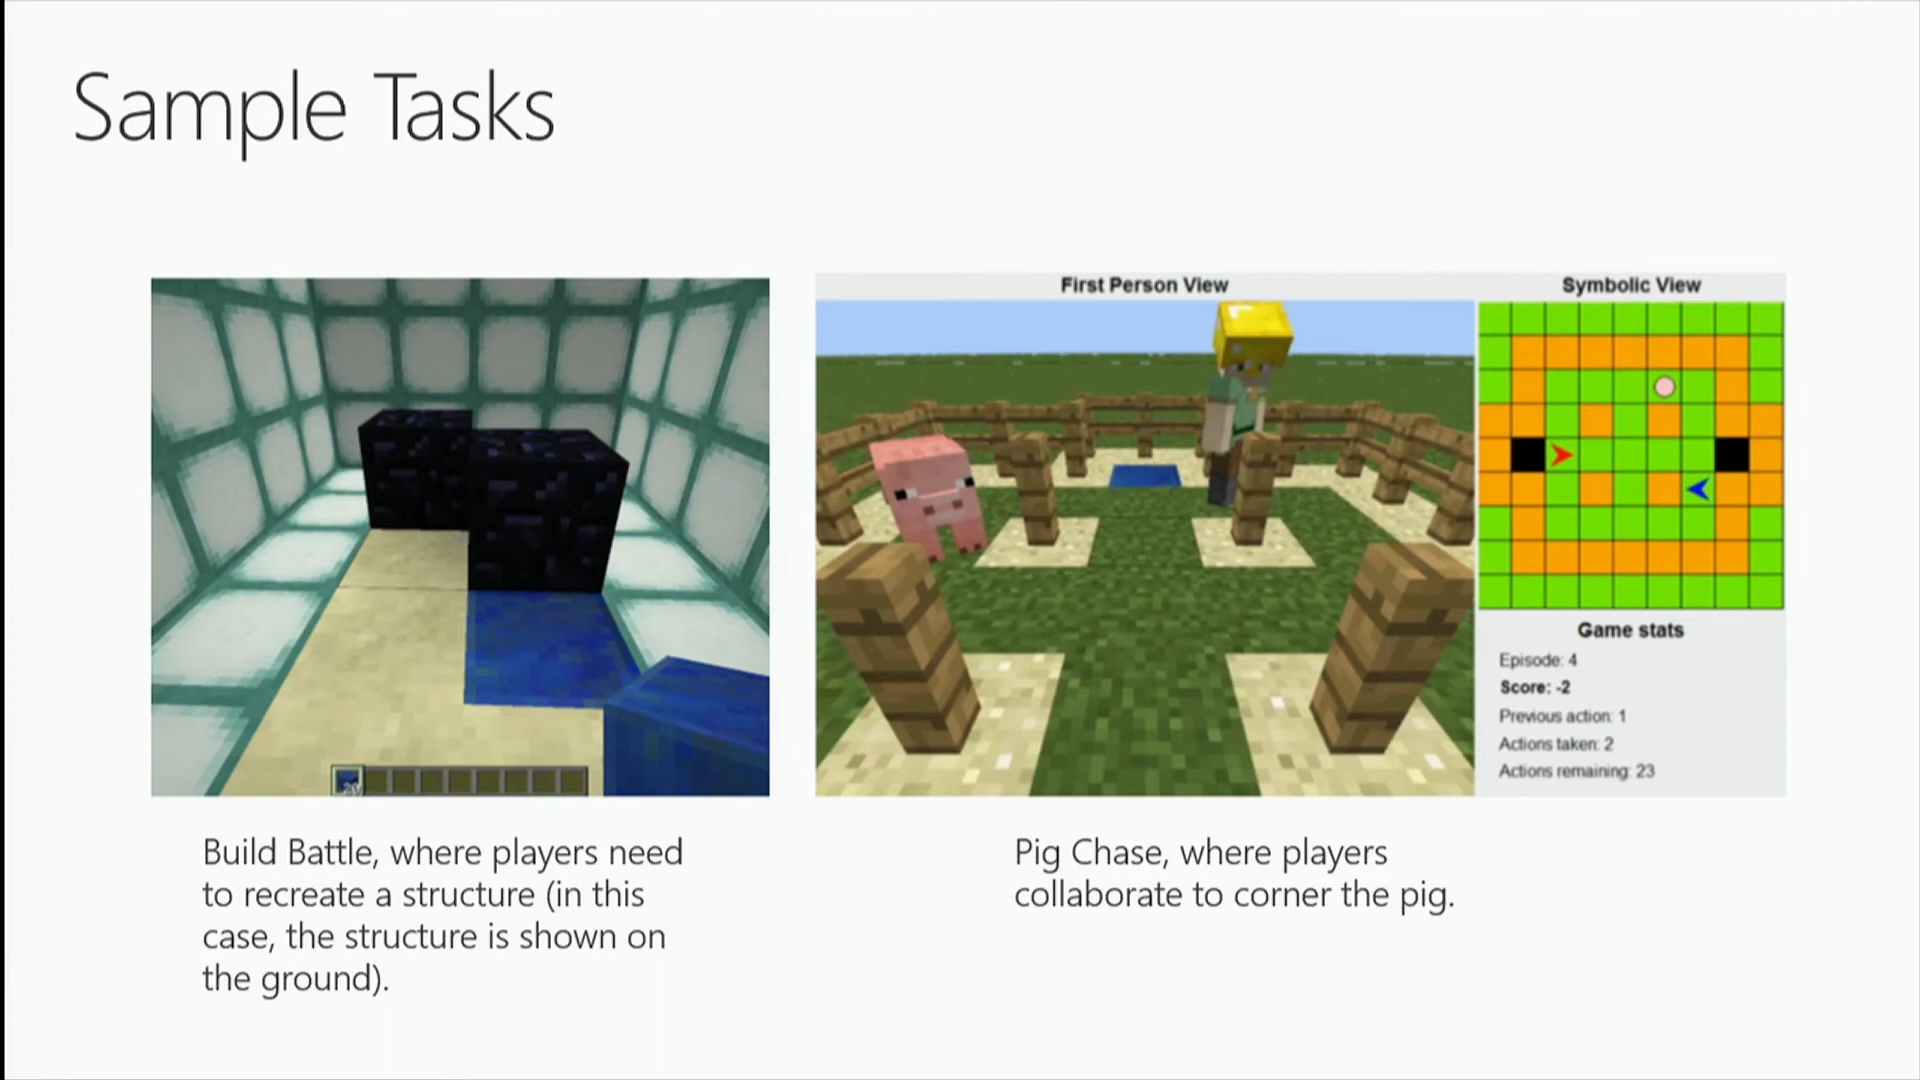 Sample Tasks
First Person View
Symbolic View
Game stats
Episode: 4
Score: -2
Previous action: 1
Actions taken: 2
Actions remaining: 23
Build Battle, where players need
to recreate a structure (in this
case, the structure is shown on
the ground).
Pig Chase, where players
collaborate to corner the pig.